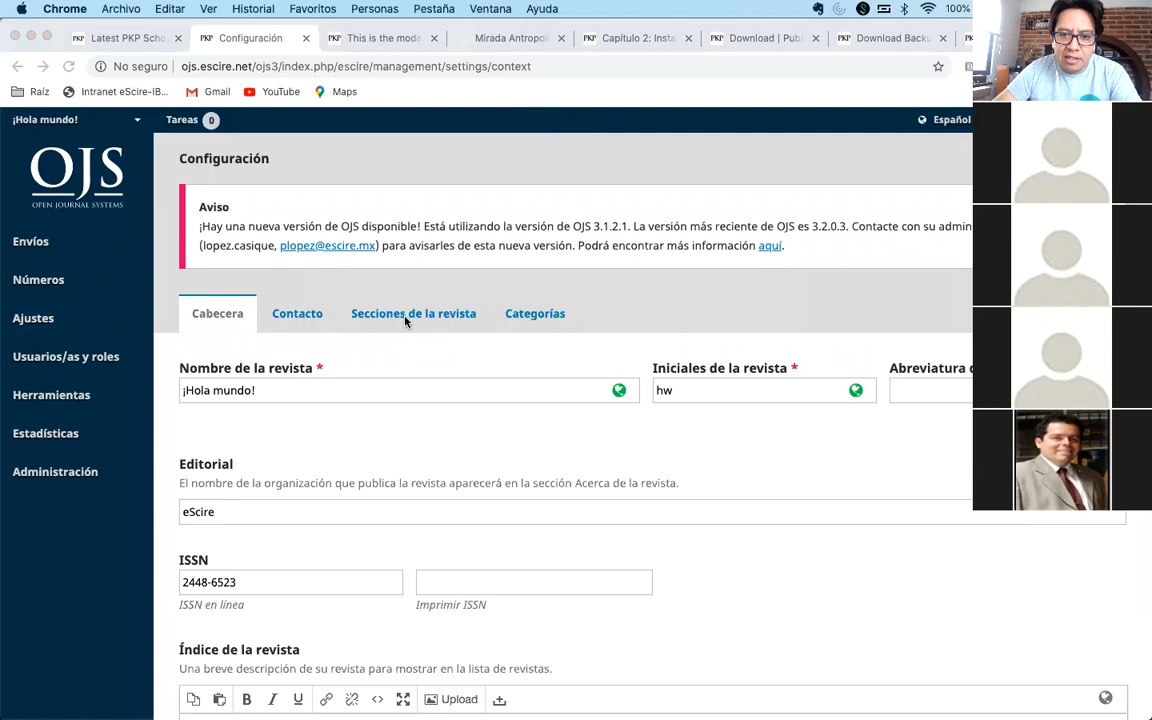 Chrome Archivo Editar Ver Historial Favoritos Personas Pestaña Ventana Ayuda 100%
Latest PKP Scho Configuración This is the mode Mirada Antropol Capítulo 2: Insta Download | Publ Download Backu
No seguro ojs.escire.net/ojs3/index.php/escire/management/settings/context
Raíz Intranet eScire-IB... Gmail YouTube Maps
¡Hola mundo! Tareas 0 Español
Configuración
OJS
OPEN JOURNAL SYSTEMS
Aviso
¡Hay una nueva versión de OJS disponible! Está utilizando la versión de OJS 3.1.2.1. La versión más reciente de OJS es 3.2.0.3. Contacte con su admin
(lopez.casique, plopez@escire.mx) para avisarles de esta nueva versión. Podrá encontrar más información aquí.
Envíos
Números
Ajustes
Usuarios/as y roles
Herramientas
Estadísticas
Administración
Cabecera Contacto Secciones de la revista Categorías
Nombre de la revista * Iniciales de la revista * Abreviatura
¡Hola mundo! hw
Editorial
El nombre de la organización que publica la revista aparecerá en la sección Acerca de la revista.
eScire
ISSN
2448-6523
ISSN en línea Imprimir ISSN
Índice de la revista
Una breve descripción de su revista para mostrar en la lista de revistas.
B I U Upload